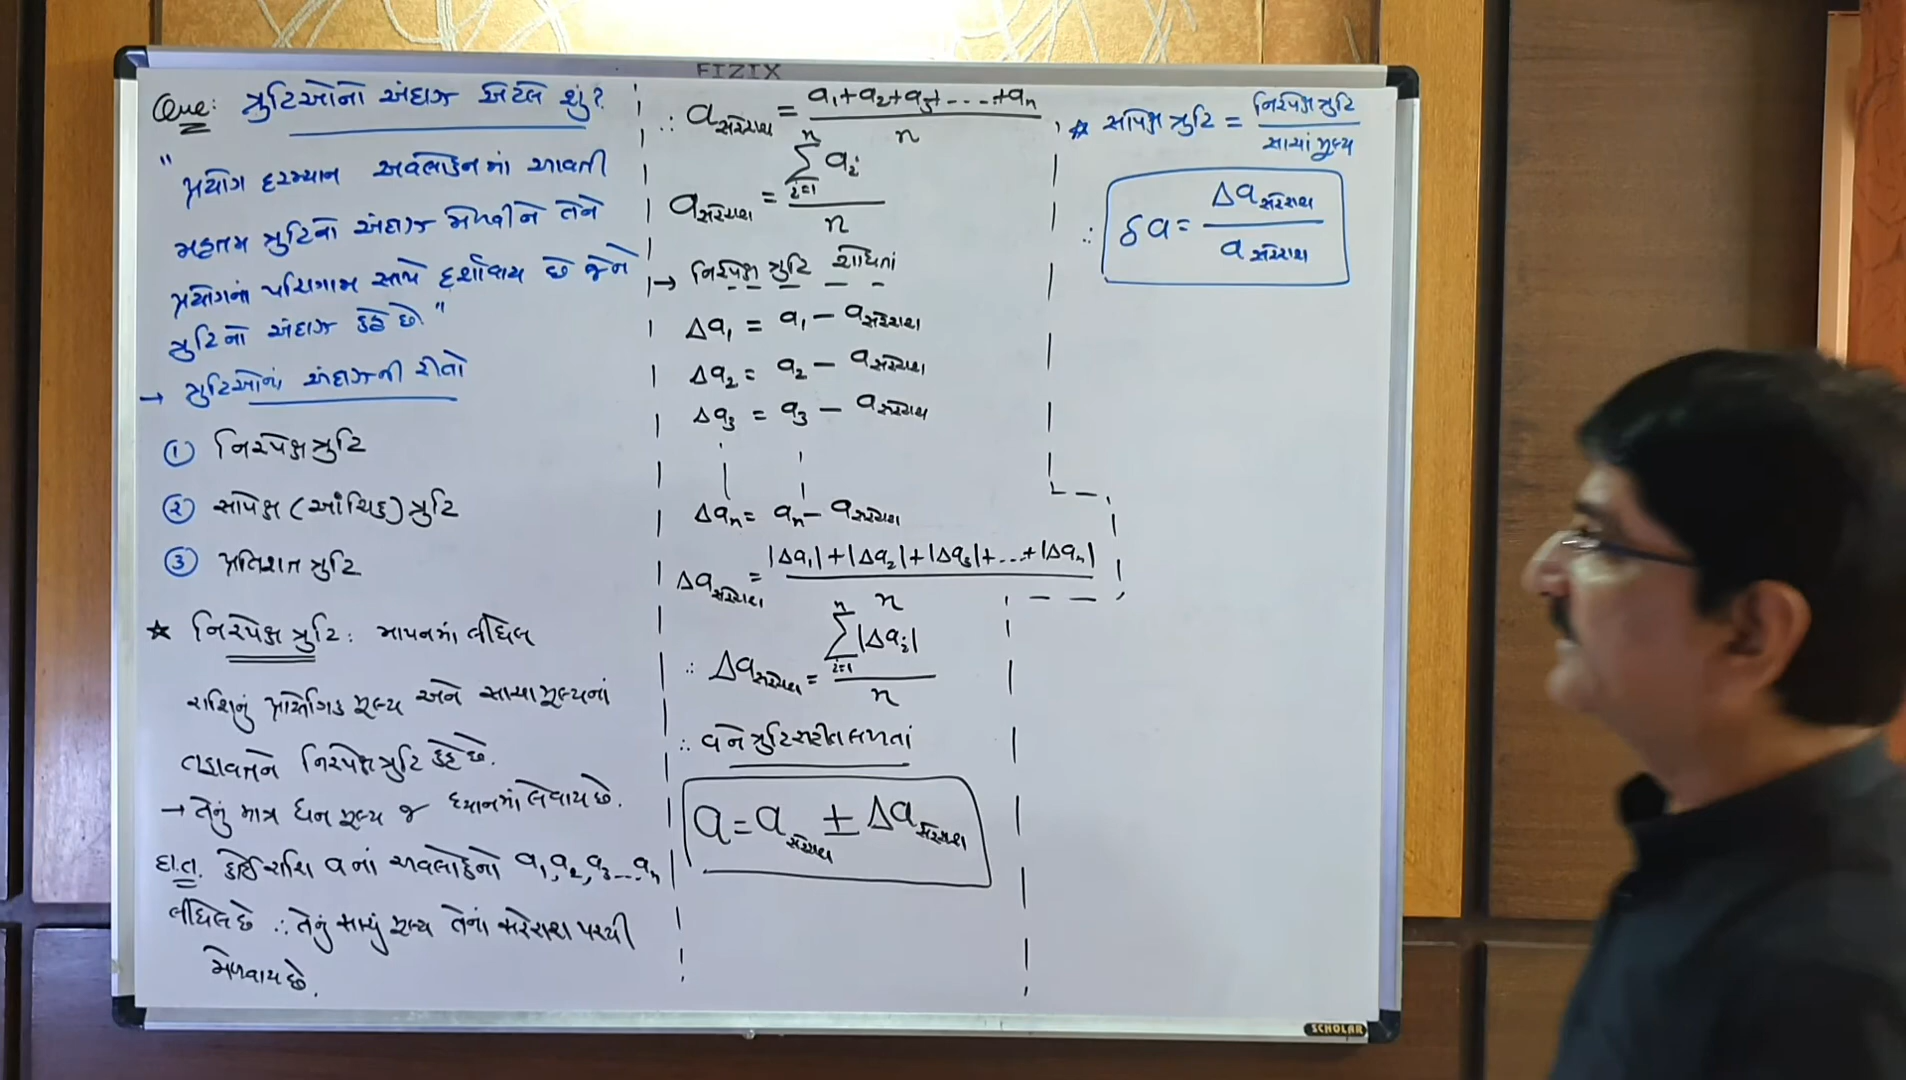 FIZIX
Que: ત્રુટિઓનો અંદાજ એટલે શું?
"પ્રયોગ દરમ્યાન અવલોકનમાં આવતી
મહત્તમ ત્રુટિનો અંદાજ મેળવીને તેને
પ્રયોગનાં પરિણામ સાથે દર્શાવાય છે જેને
ત્રુટિનો અંદાજ કહે છે."
→ ત્રુટિઓનાં અંદાજની રીતો
① નિરપેક્ષ ત્રુટિ
② સાપેક્ષ (આંશિક) ત્રુટિ
③ પ્રતિશત ત્રુટિ
☆ નિરપેક્ષ ત્રુટિ: માપનમાં લીધેલ
રાશિનું પ્રાયોગિક મૂલ્ય અને સાચા મૂલ્યનાં
તફાવતને નિરપેક્ષ ત્રુટિ કહે છે.
→ તેનું માત્ર ધન મૂલ્ય જ ધ્યાનમાં લેવાય છે.
દા.ત. કોઈ રાશિ a નાં અવલોકનો a₁, a₂, a₃ --- aₙ
લીધેલ છે ∴ તેનું સાચું મૂલ્ય તેનાં સરેરાશ પરથી
મેળવાય છે.
∴ a સરેરાશ = (a₁+a₂+a₃+-----+aₙ)/n
a સરેરાશ = (∑ᵢ₌₁ⁿ aᵢ)/n
→ નિરપેક્ષ ત્રુટિ શોધતાં
Δa₁ = a₁ – a સરેરાશ
Δa₂ = a₂ – a સરેરાશ
Δa₃ = a₃ – a સરેરાશ
Δaₙ = aₙ – a સરેરાશ
Δa સરેરાશ = (|Δa₁|+|Δa₂|+|Δa₃|+...+|Δaₙ|)/n
∴ Δa સરેરાશ = (∑ᵢ₌₁ⁿ |Δaᵢ|)/n
∴ a ને ત્રુટિ સહીત લખતાં
a = a સરેરાશ ± Δa સરેરાશ
☆ સાપેક્ષ ત્રુટિ = નિરપેક્ષ ત્રુટિ/સાચાં મૂલ્ય
∴ δa = Δa સરેરાશ/a સરેરાશ
SCHOLAR